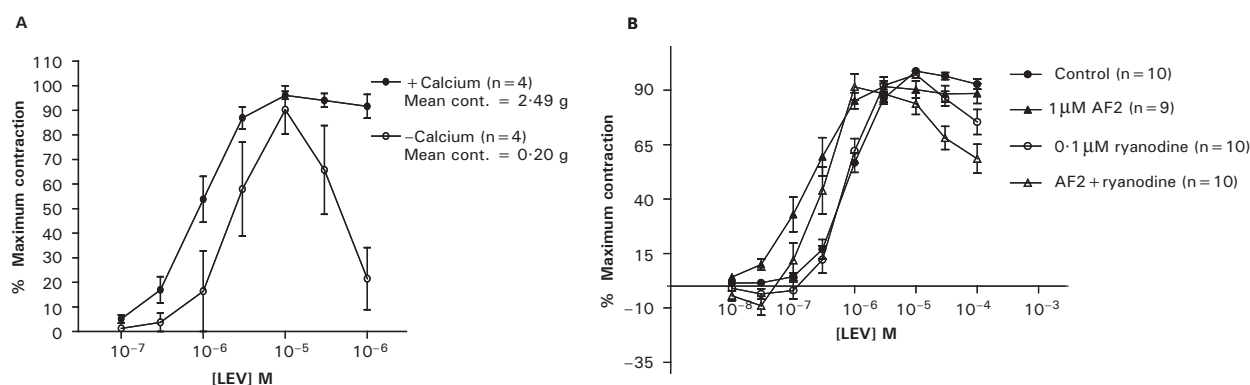 A
110
100
90
80
70
60
50
40
30
20
10
0
% Maximum contraction
10⁻⁷ 10⁻⁶ 10⁻⁵ 10⁻⁶
[LEV] M
+Calcium (n=4)
Mean cont. = 2·49 g
−Calcium (n=4)
Mean cont. = 0·20 g
B
90
65
40
15
−10
−35
% Maximum contraction
10⁻⁸ 10⁻⁷ 10⁻⁶ 10⁻⁵ 10⁻⁴ 10⁻³
[LEV] M
Control (n=10)
1 μM AF2 (n=9)
0·1 μM ryanodine (n=10)
AF2+ryanodine (n=10)